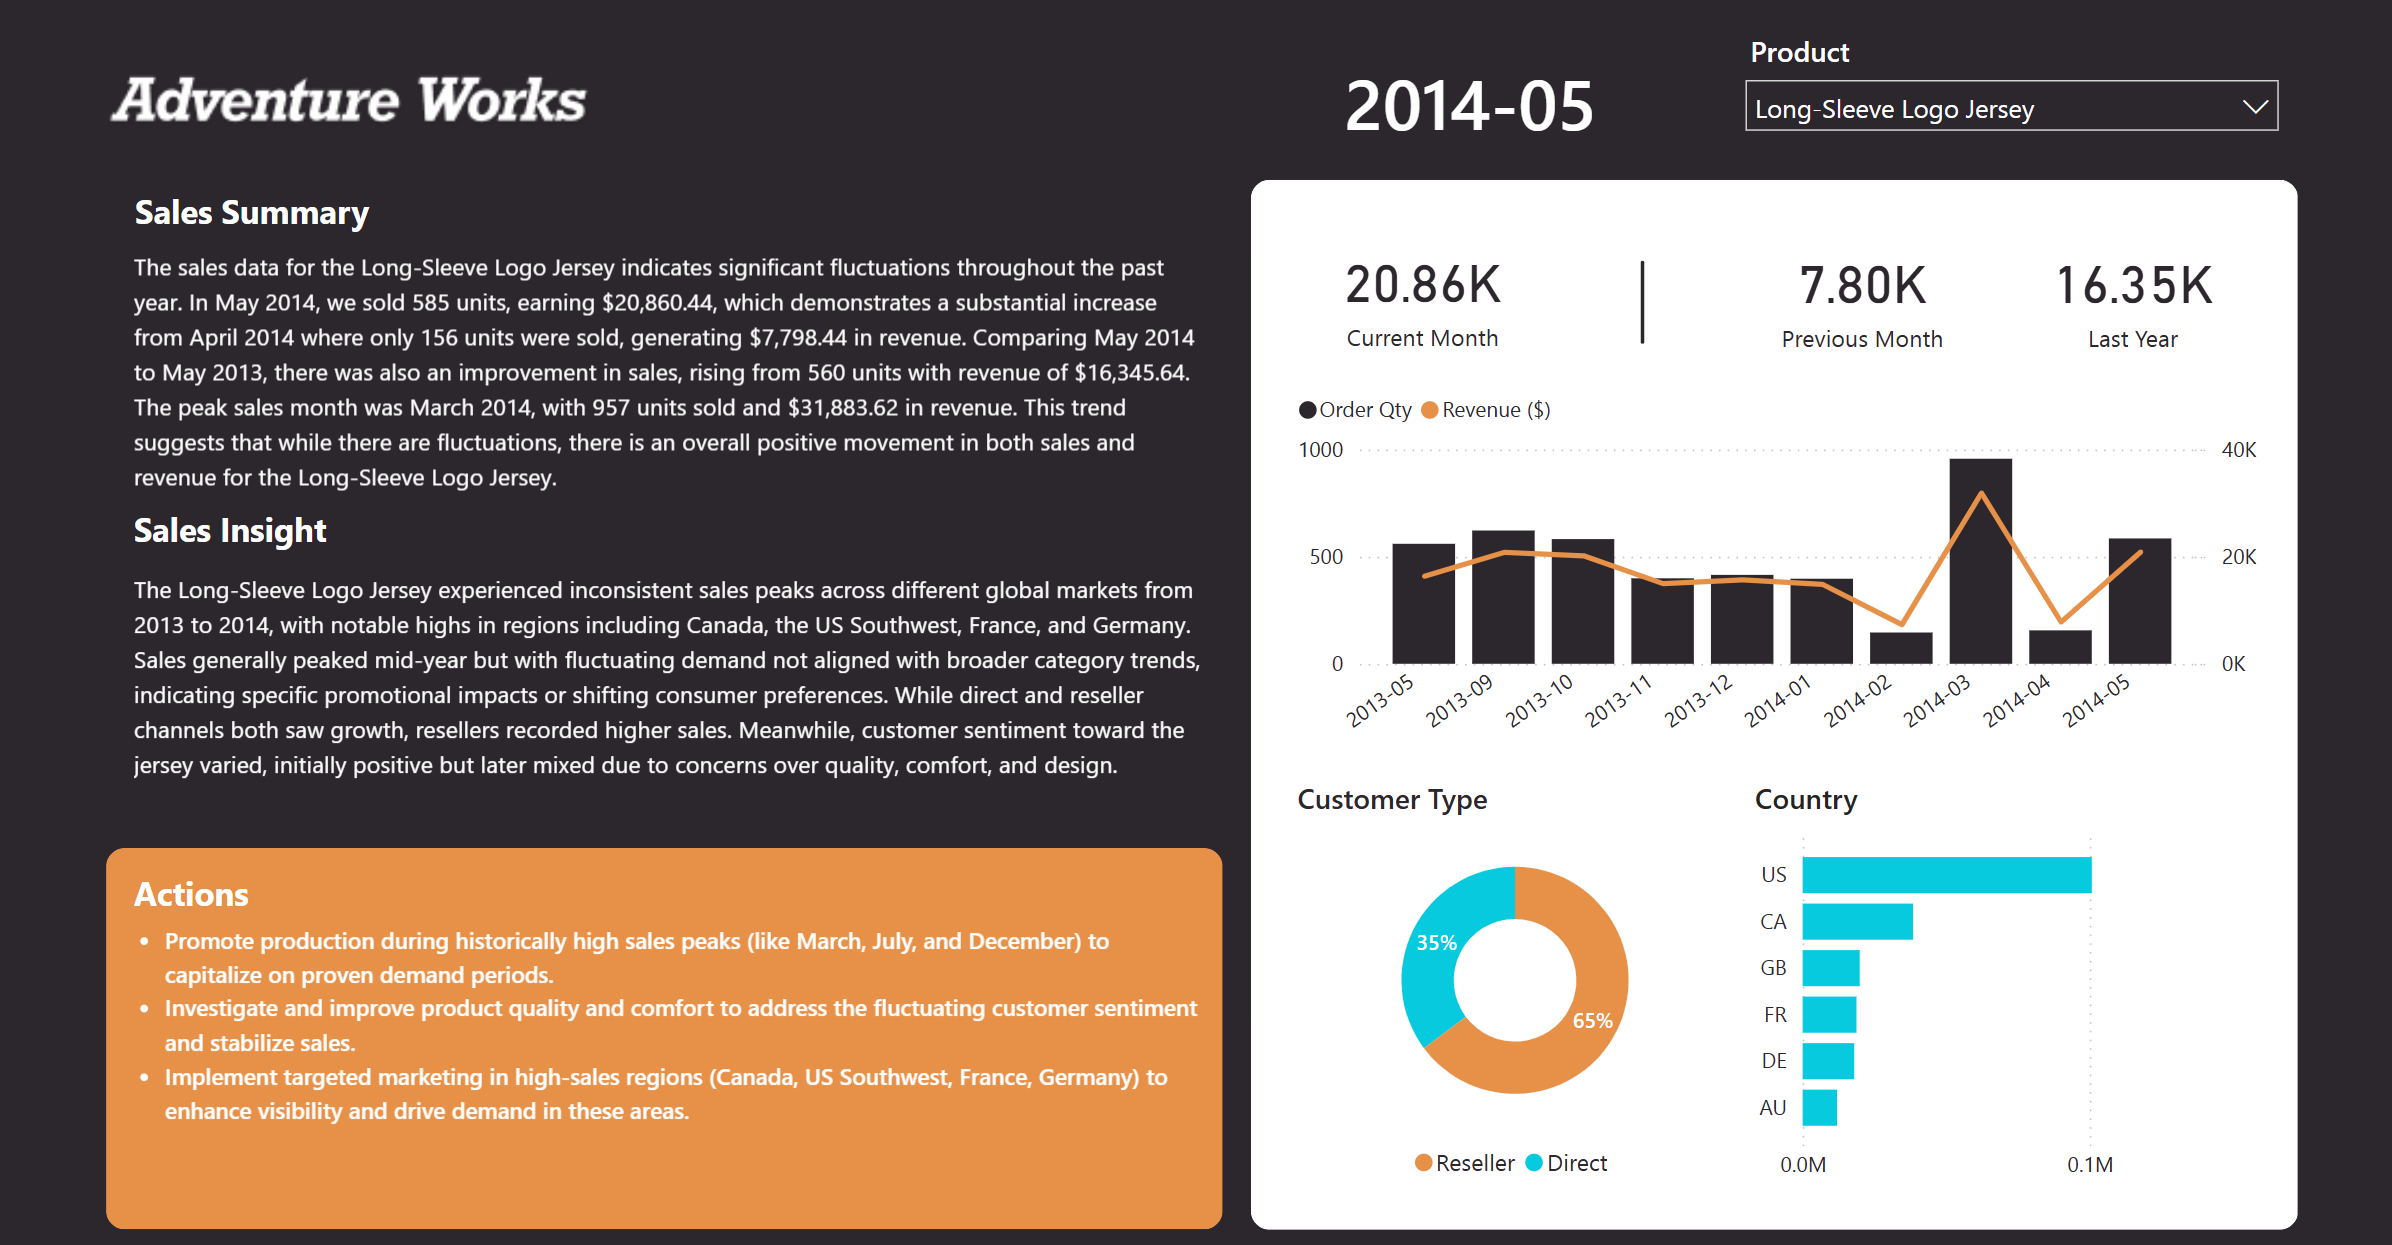 Adventure Works
2014-05
Product
Long-Sleeve Logo Jersey
Sales Summary
The sales data for the Long-Sleeve Logo Jersey indicates significant fluctuations throughout the past
year. In May 2014, we sold 585 units, earning $20,860.44, which demonstrates a substantial increase
from April 2014 where only 156 units were sold, generating $7,798.44 in revenue. Comparing May 2014
to May 2013, there was also an improvement in sales, rising from 560 units with revenue of $16,345.64.
The peak sales month was March 2014, with 957 units sold and $31,883.62 in revenue. This trend
suggests that while there are fluctuations, there is an overall positive movement in both sales and
revenue for the Long-Sleeve Logo Jersey.
Sales Insight
The Long-Sleeve Logo Jersey experienced inconsistent sales peaks across different global markets from
2013 to 2014, with notable highs in regions including Canada, the US Southwest, France, and Germany.
Sales generally peaked mid-year but with fluctuating demand not aligned with broader category trends,
indicating specific promotional impacts or shifting consumer preferences. While direct and reseller
channels both saw growth, resellers recorded higher sales. Meanwhile, customer sentiment toward the
jersey varied, initially positive but later mixed due to concerns over quality, comfort, and design.
Actions
• Promote production during historically high sales peaks (like March, July, and December) to
capitalize on proven demand periods.
• Investigate and improve product quality and comfort to address the fluctuating customer sentiment
and stabilize sales.
• Implement targeted marketing in high-sales regions (Canada, US Southwest, France, Germany) to
enhance visibility and drive demand in these areas.
20.86K
Current Month
7.80K
Previous Month
16.35K
Last Year
Order Qty Revenue ($)
1000
500
0
40K
20K
0K
2013-05
2013-09
2013-10
2013-11
2013-12
2014-01
2014-02
2014-03
2014-04
2014-05
Customer Type
35%
65%
Reseller Direct
Country
US
CA
GB
FR
DE
AU
0.0M
0.1M